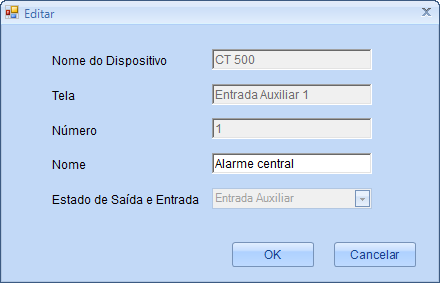 Editar
Nome do Dispositivo CT 500
Tela Entrada Auxiliar 1
Número 1
Nome Alarme central
Estado de Saída e Entrada Entrada Auxiliar
OK Cancelar